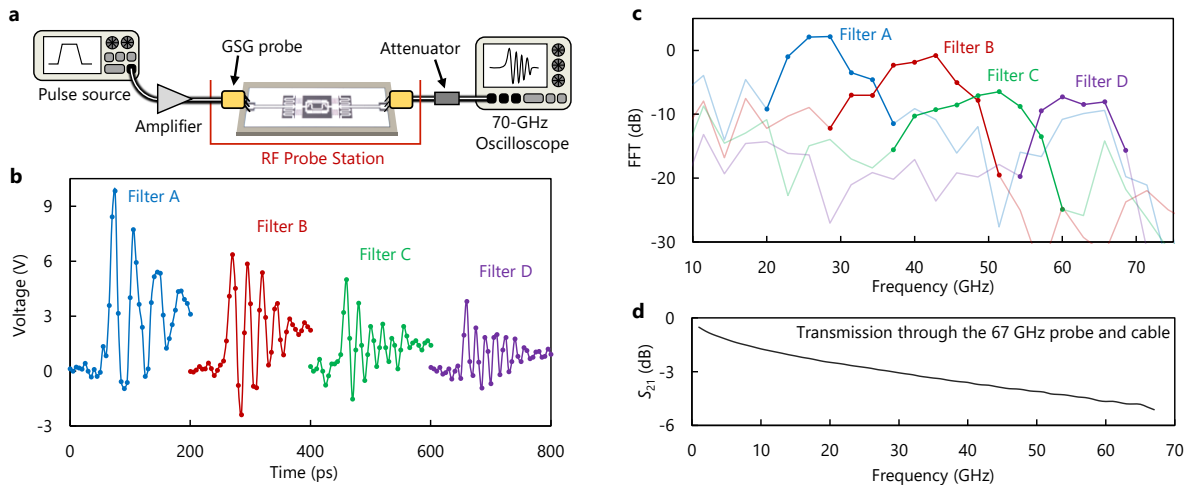 a
GSG probe
Attenuator
Pulse source
Amplifier
70-GHz
Oscilloscope
RF Probe Station
b
Filter A
Filter B
Filter C
Filter D
9
6
3
0
-3
Voltage (V)
0
200
400
600
800
Time (ps)
c
Filter A
Filter B
Filter C
Filter D
0
-10
-20
-30
FFT (dB)
10
20
30
40
50
60
70
Frequency (GHz)
d
Transmission through the 67 GHz probe and cable
0
-3
-6
S21 (dB)
0
10
20
30
40
50
60
70
Frequency (GHz)